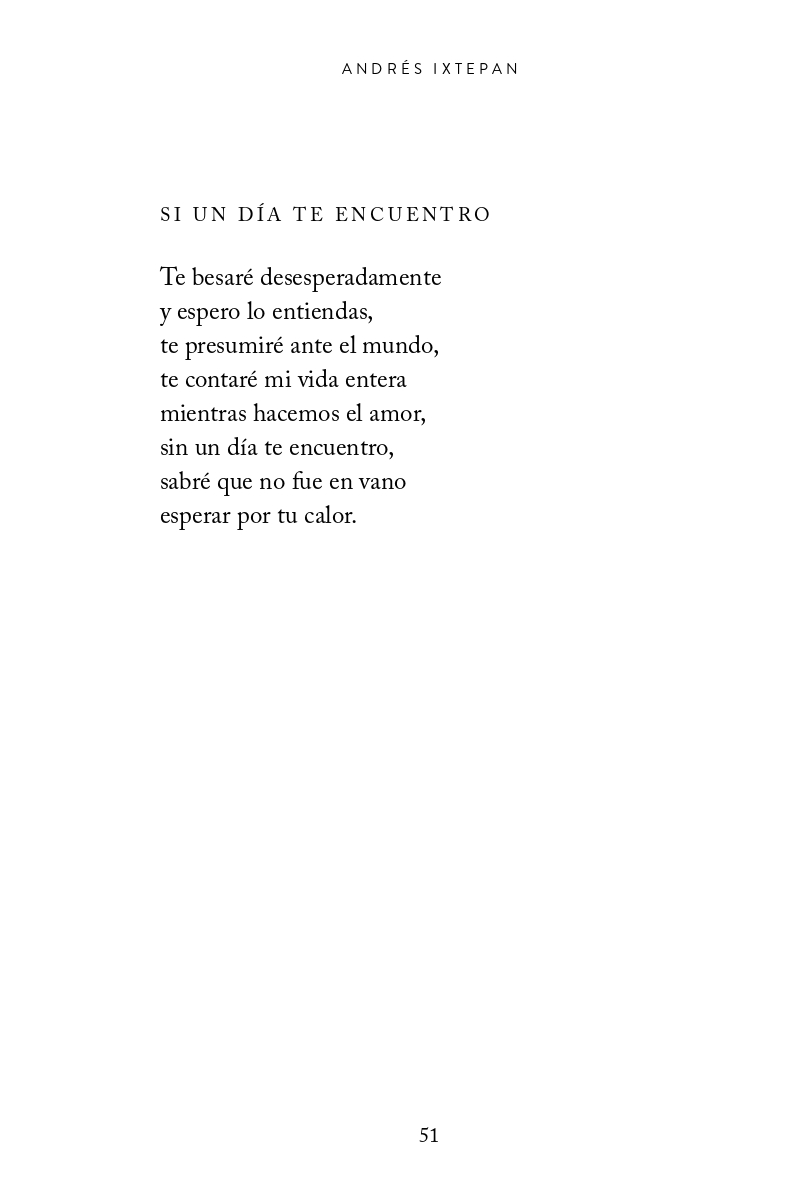 ANDRÉS IXTEPAN
SI UN DÍA TE ENCUENTRO
Te besaré desesperadamente
y espero lo entiendas,
te presumiré ante el mundo,
te contaré mi vida entera
mientras hacemos el amor,
sin un día te encuentro,
sabré que no fue en vano
esperar por tu calor.
51